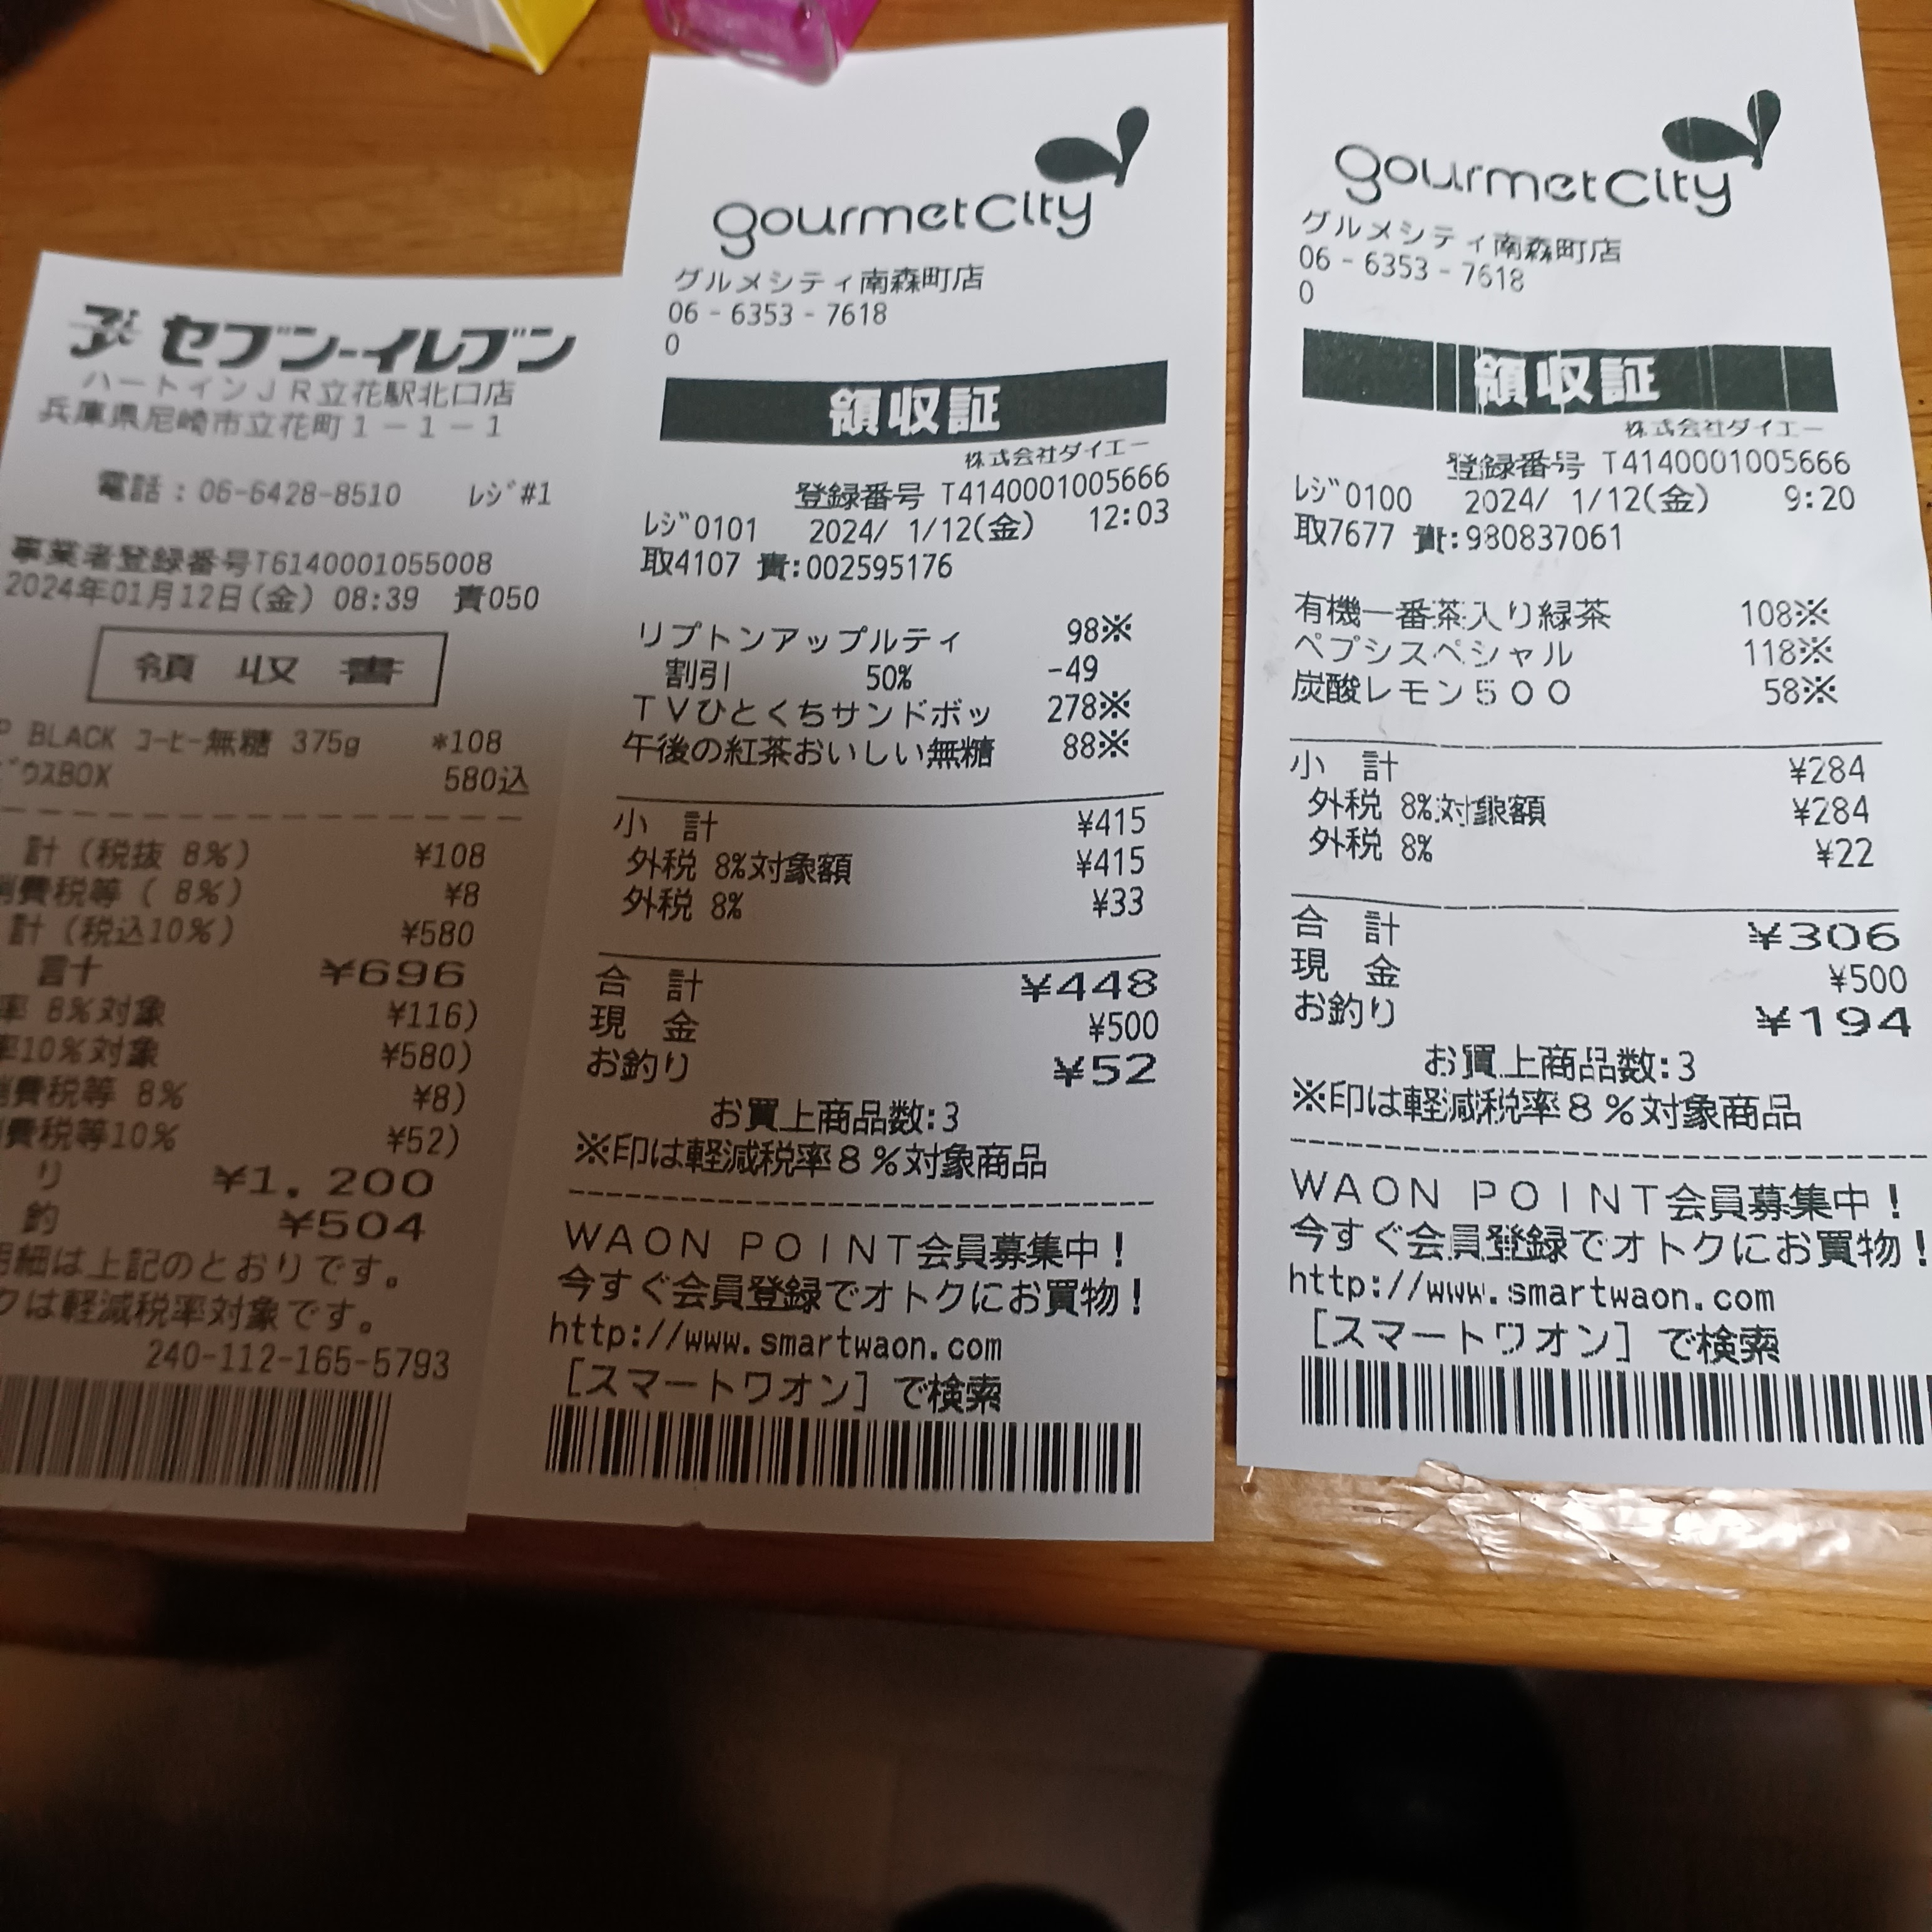 セブン-イレブン
ハートインJR立花駅北口店
兵庫県尼崎市立花町1-1-1
電話:06-6428-8510 レジ#1
事業者登録番号T6140001055008
2024年01月12日(金) 08:39 責050
領収書
BLACK コーヒー無糖 375g *108
ウスBOX 580込
計(税抜 8%) ¥108
消費税等( 8%) ¥8
計(税込10%) ¥580
計 ¥696
率 8%対象 ¥116)
率10%対象 ¥580)
消費税等 8% ¥8)
費税等10% ¥52)
り ¥1,200
釣 ¥504
明細は上記のとおりです。
クは軽減税率対象です。
240-112-165-5793
gourmetcity
グルメシティ南森町店
06-6353-7618
0
領収証
株式会社ダイエー
登録番号 T4140001005666
レジ0101 2024/ 1/12(金) 12:03
取4107 責:002595176
リプトンアップルティ 98※
割引 50% -49
TVひとくちサンドボッ 278※
午後の紅茶おいしい無糖 88※
小 計 ¥415
外税 8%対象額 ¥415
外税 8% ¥33
合 計 ¥448
現 金 ¥500
お釣り ¥52
お買上商品数:3
※印は軽減税率8%対象商品
WAON POINT会員募集中!
今すぐ会員登録でオトクにお買物!
http://www.smartwaon.com
[スマートワオン]で検索
gourmetcity
グルメシティ南森町店
06-6353-7618
0
領収証
株式会社ダイエー
登録番号 T4140001005666
レジ0100 2024/ 1/12(金) 9:20
取7677 責:980837061
有機一番茶入り緑茶 108※
ペプシスペシャル 118※
炭酸レモン500 58※
小 計 ¥284
外税 8%対象額 ¥284
外税 8% ¥22
合 計 ¥306
現 金 ¥500
お釣り ¥194
お買上商品数:3
※印は軽減税率8%対象商品
WAON POINT会員募集中!
今すぐ会員登録でオトクにお買物!
http://www.smartwaon.com
[スマートワオン]で検索